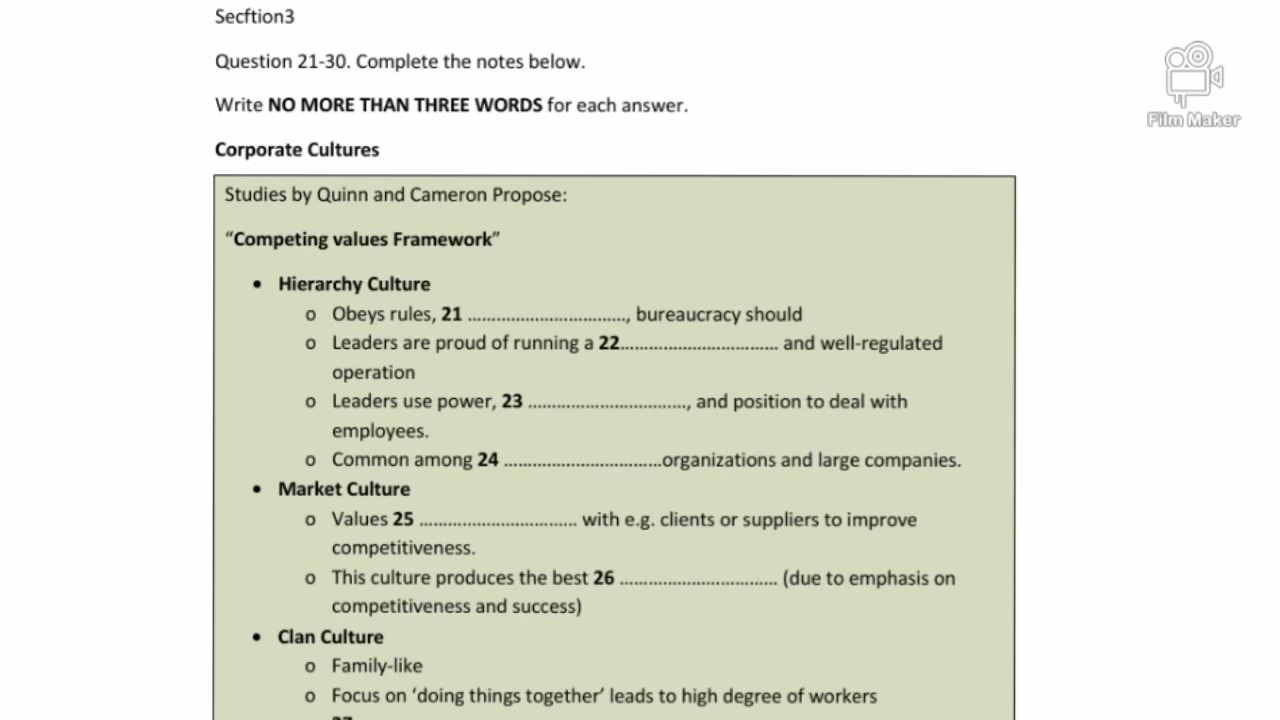 Secftion3
Question 21-30. Complete the notes below.
Write NO MORE THAN THREE WORDS for each answer.
Film Maker
Corporate Cultures
Studies by Quinn and Cameron Propose:
“Competing values Framework”
• Hierarchy Culture
o Obeys rules, 21 ................................., bureaucracy should
o Leaders are proud of running a 22................................. and well-regulated
operation
o Leaders use power, 23 ................................., and position to deal with
employees.
o Common among 24 .................................organizations and large companies.
• Market Culture
o Values 25 ................................. with e.g. clients or suppliers to improve
competitiveness.
o This culture produces the best 26 ................................. (due to emphasis on
competitiveness and success)
• Clan Culture
o Family-like
o Focus on ‘doing things together’ leads to high degree of workers